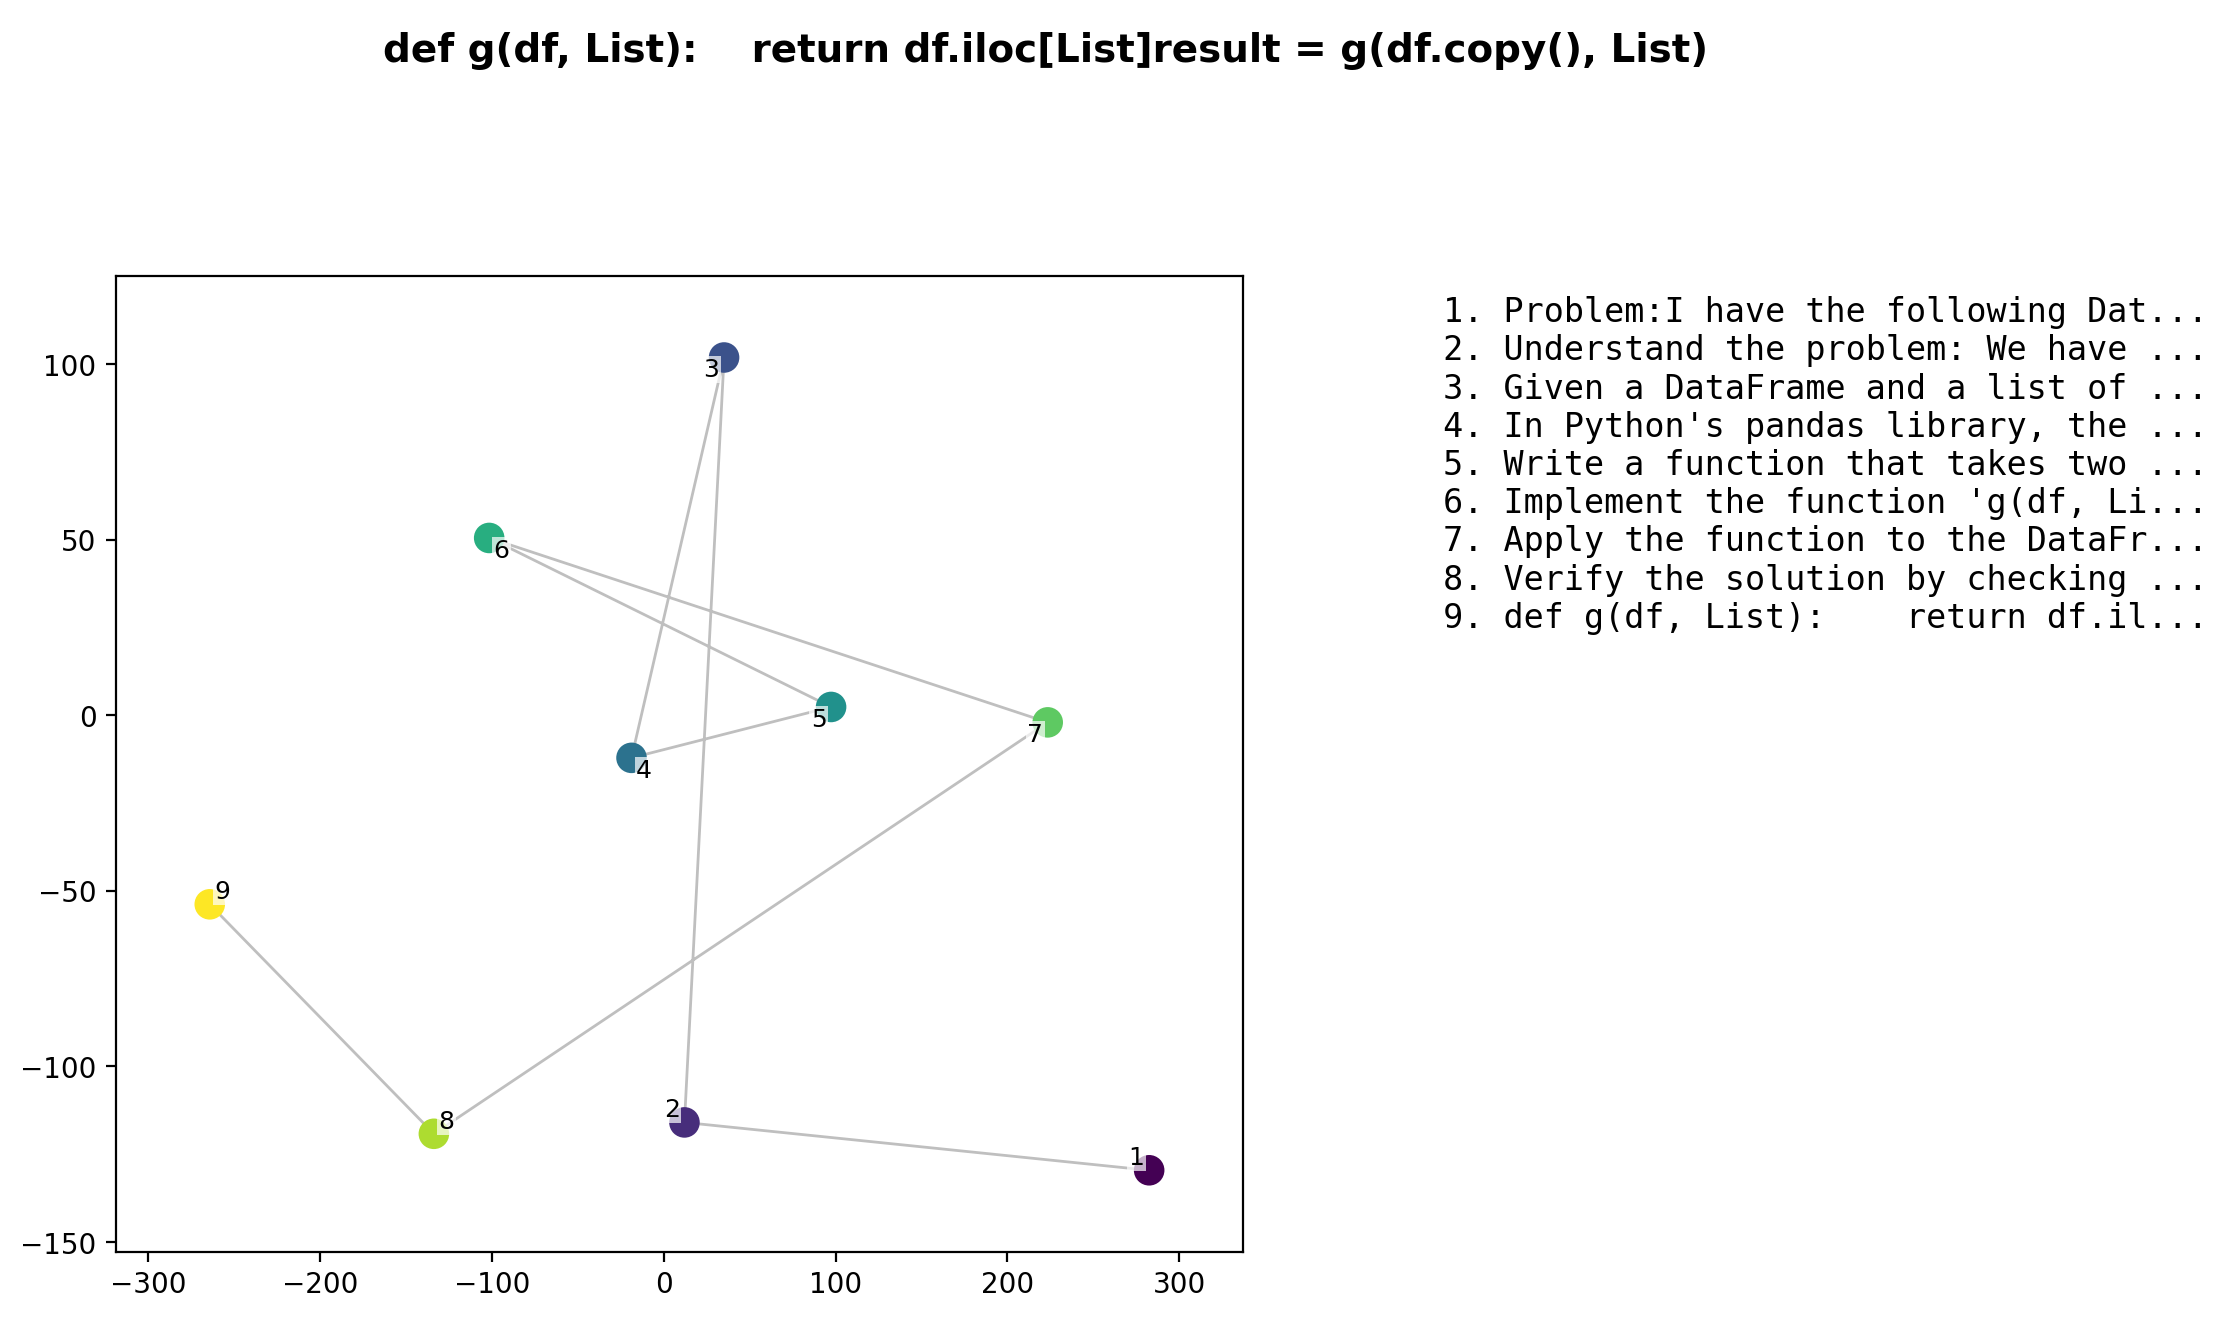 def g(df, List):    return df.iloc[List]result = g(df.copy(), List)
100
50
0
−50
−100
−150
−300
−200
−100
0
100
200
300
3
6
5
7
4
9
2
8
1
1. Problem:I have the following Dat...
2. Understand the problem: We have ...
3. Given a DataFrame and a list of ...
4. In Python's pandas library, the ...
5. Write a function that takes two ...
6. Implement the function 'g(df, Li...
7. Apply the function to the DataFr...
8. Verify the solution by checking ...
9. def g(df, List):    return df.il...